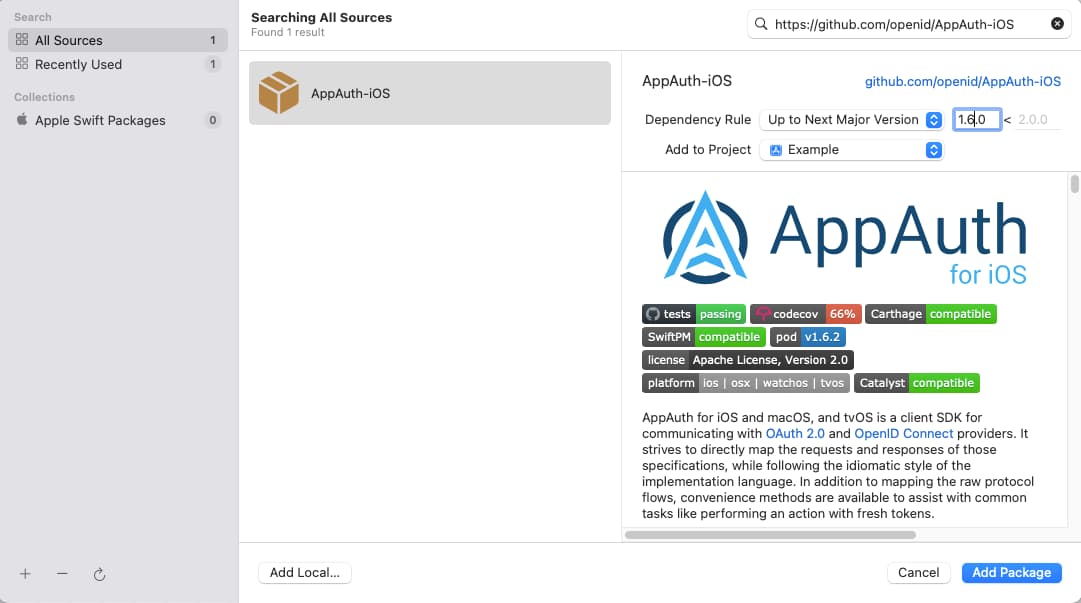 Search
All Sources 1
Recently Used 1
Collections
Apple Swift Packages 0
Searching All Sources
Found 1 result
https://github.com/openid/AppAuth-iOS
AppAuth-iOS
AppAuth-iOS github.com/openid/AppAuth-iOS
Dependency Rule Up to Next Major Version 1.6.0 < 2.0.0
Add to Project Example
AppAuth
for iOS
tests passing codecov 66% Carthage compatible
SwiftPM compatible pod v1.6.2
license Apache License, Version 2.0
platform ios | osx | watchos | tvos Catalyst compatible
AppAuth for iOS and macOS, and tvOS is a client SDK for
communicating with OAuth 2.0 and OpenID Connect providers. It
strives to directly map the requests and responses of those
specifications, while following the idiomatic style of the
implementation language. In addition to mapping the raw protocol
flows, convenience methods are available to assist with common
tasks like performing an action with fresh tokens.
Add Local... Cancel Add Package